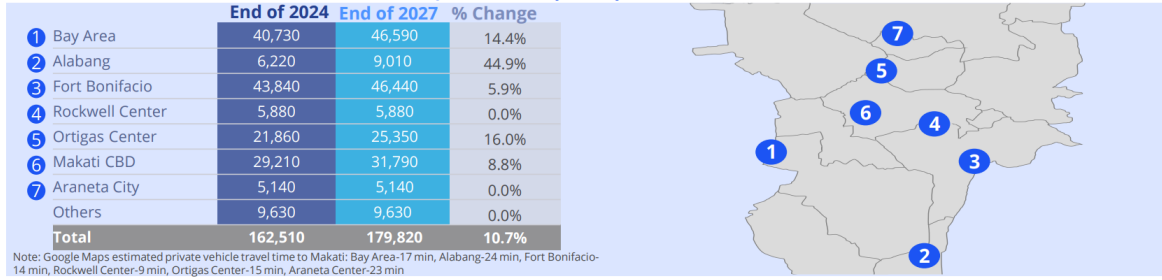 End of 2024 End of 2027 % Change
1 Bay Area 40,730 46,590 14.4%
2 Alabang 6,220 9,010 44.9%
3 Fort Bonifacio 43,840 46,440 5.9%
4 Rockwell Center 5,880 5,880 0.0%
5 Ortigas Center 21,860 25,350 16.0%
6 Makati CBD 29,210 31,790 8.8%
7 Araneta City 5,140 5,140 0.0%
Others 9,630 9,630 0.0%
Total 162,510 179,820 10.7%
Note: Google Maps estimated private vehicle travel time to Makati: Bay Area-17 min, Alabang-24 min, Fort Bonifacio-
14 min, Rockwell Center-9 min, Ortigas Center-15 min, Araneta Center-23 min
7
5
6
4
1
3
2